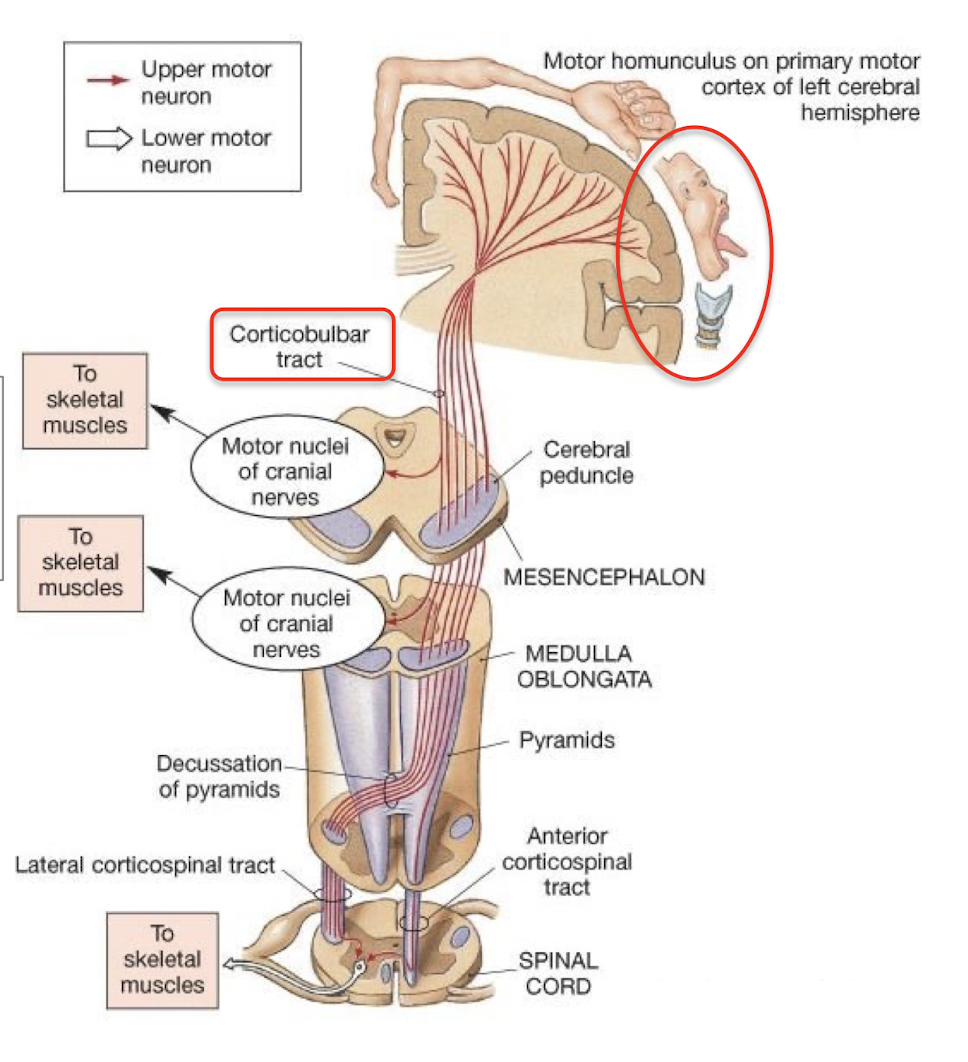 Upper motor
neuron
Lower motor
neuron
Motor homunculus on primary motor
cortex of left cerebral
hemisphere
Corticobulbar
tract
To
skeletal
muscles
Motor nuclei
of cranial
nerves
Cerebral
peduncle
To
skeletal
muscles
MESENCEPHALON
Motor nuclei
of cranial
nerves
MEDULLA
OBLONGATA
Pyramids
Decussation
of pyramids
Anterior
corticospinal
tract
Lateral corticospinal tract
To
skeletal
muscles
SPINAL
CORD